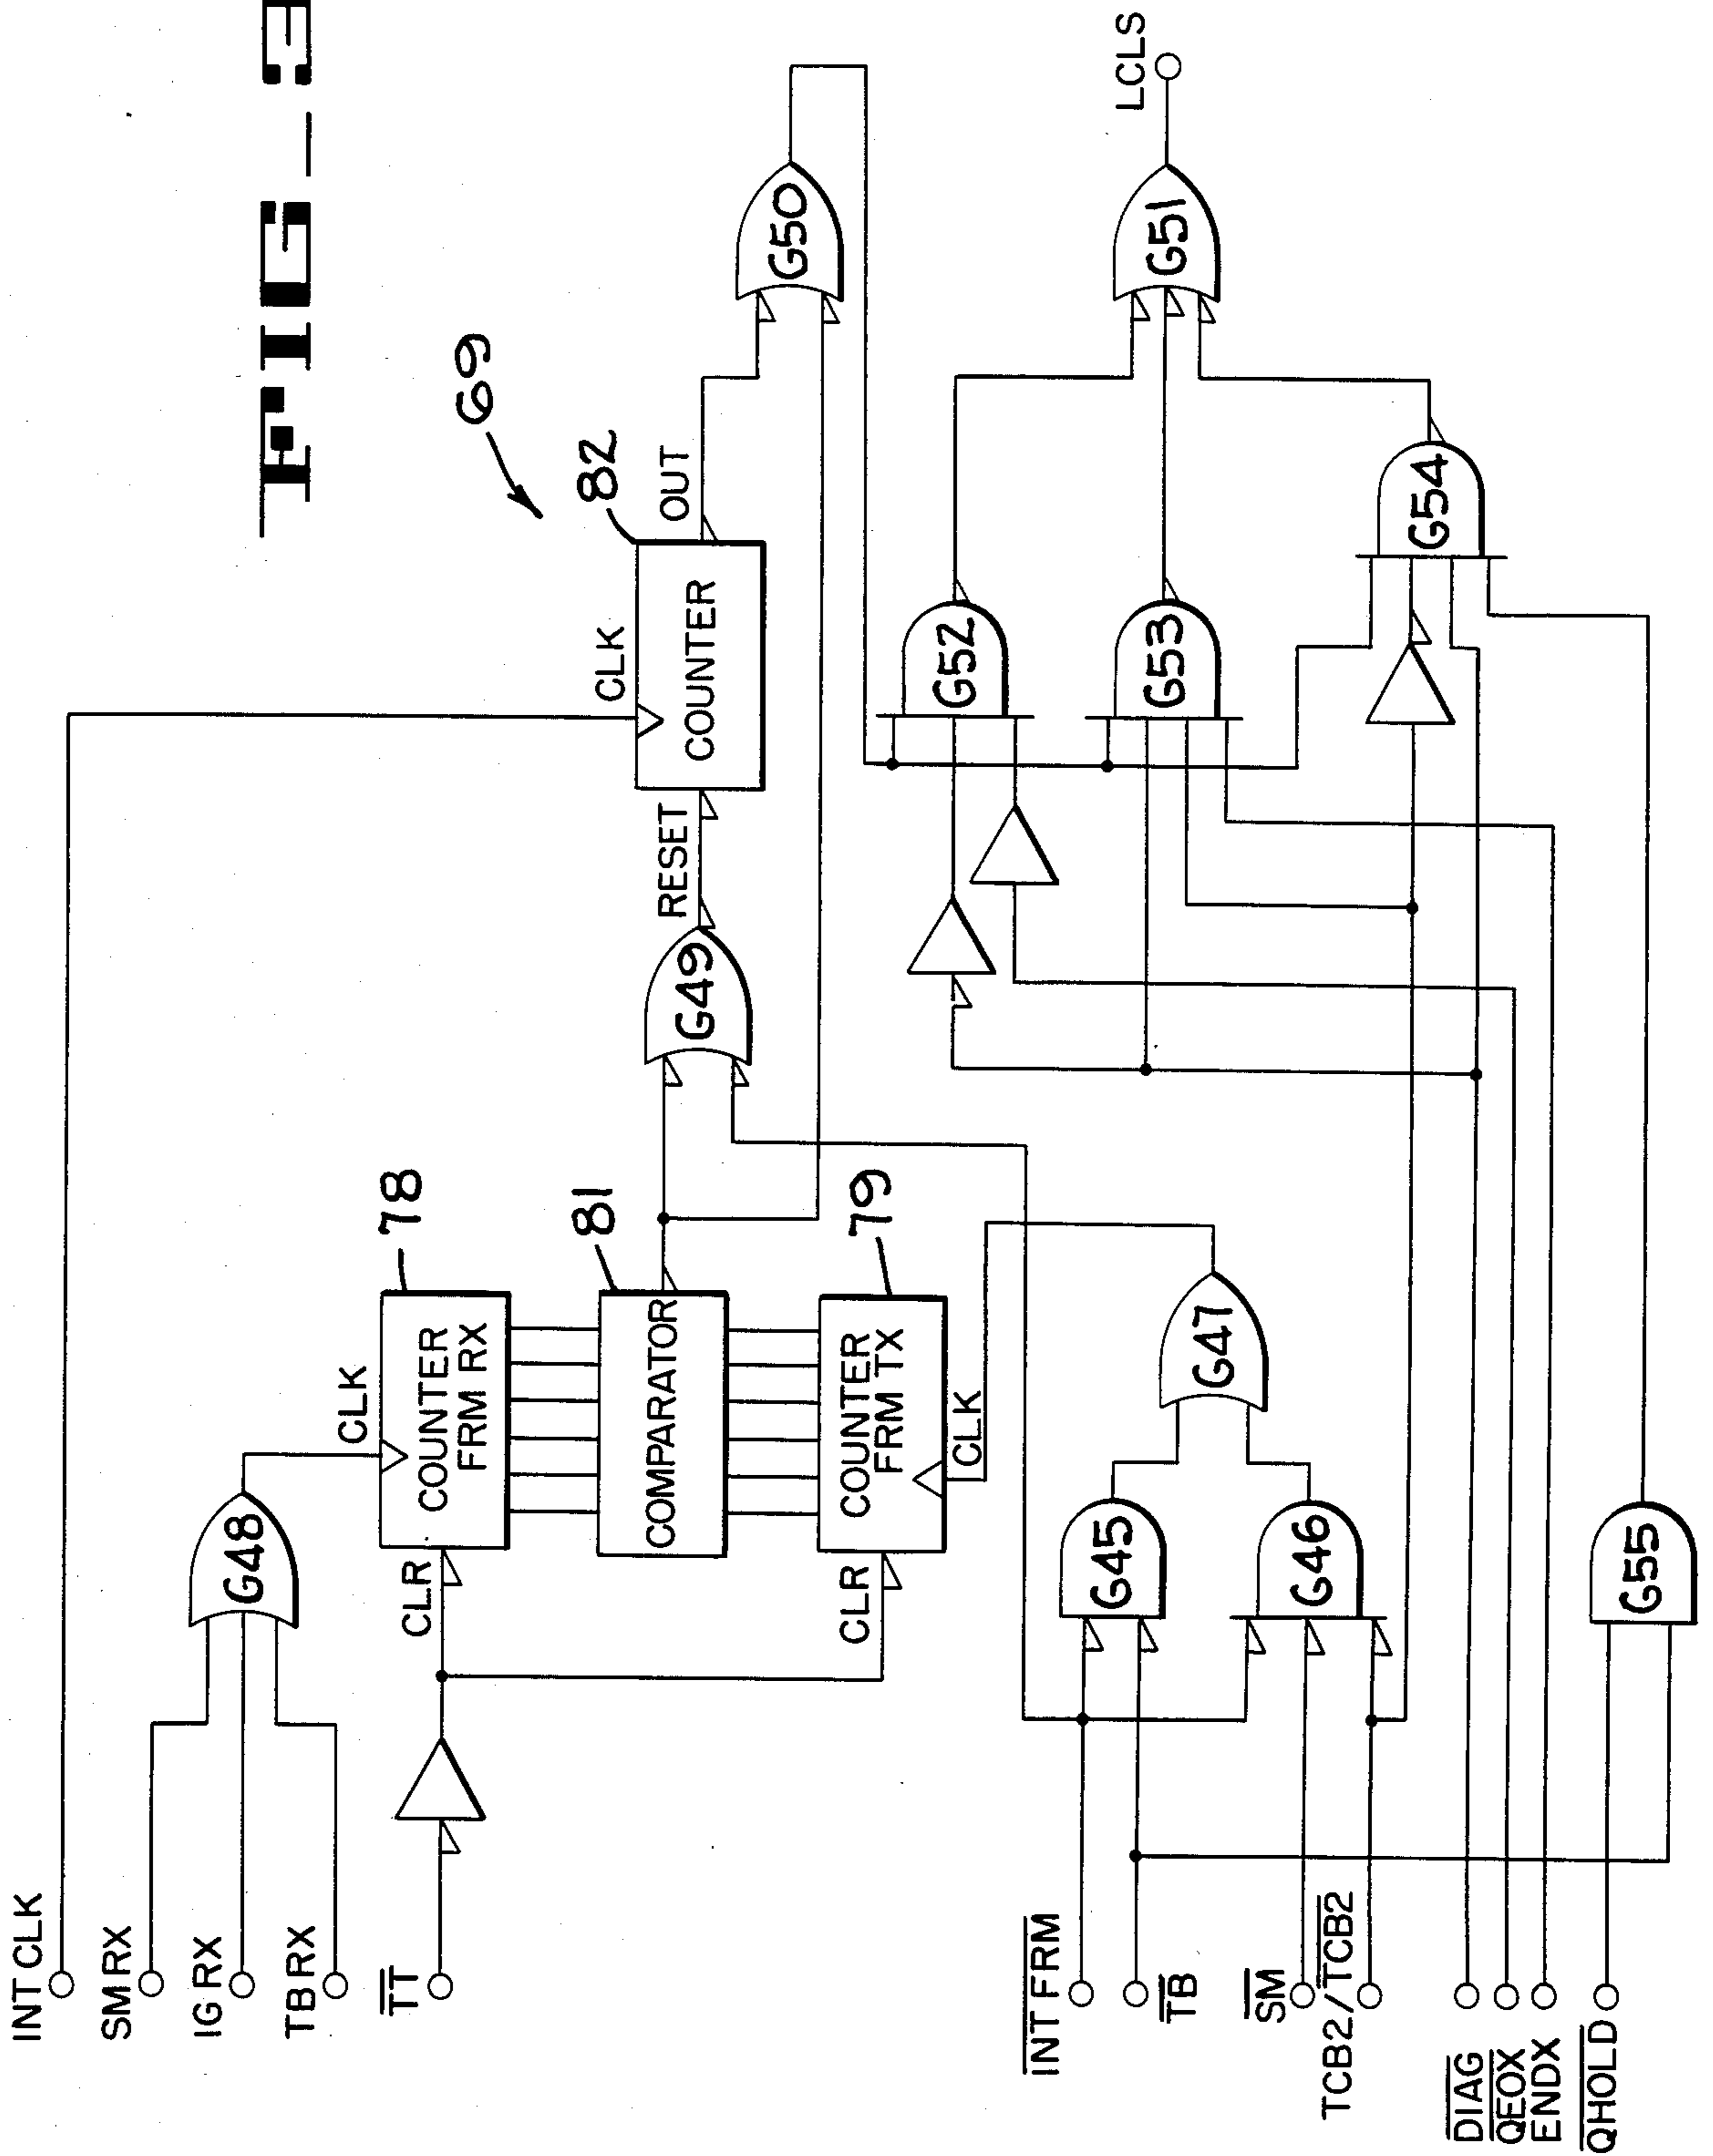 FIG_3
INT CLK
SM RX
IG RX
TB RX
TT
INT FRM
TB
SM
TCB2/TCB2
DIAG
QEOX
ENDX
QHOLD
G48
CLR
CLK
COUNTER
FRM RX
78
COMPARATOR
81
COUNTER
FRM TX
79
CLR
CLK
G45
G46
G47
G55
G49
RESET
CLK
COUNTER
OUT
82
69
G50
G52
G53
G54
G51
LCLS